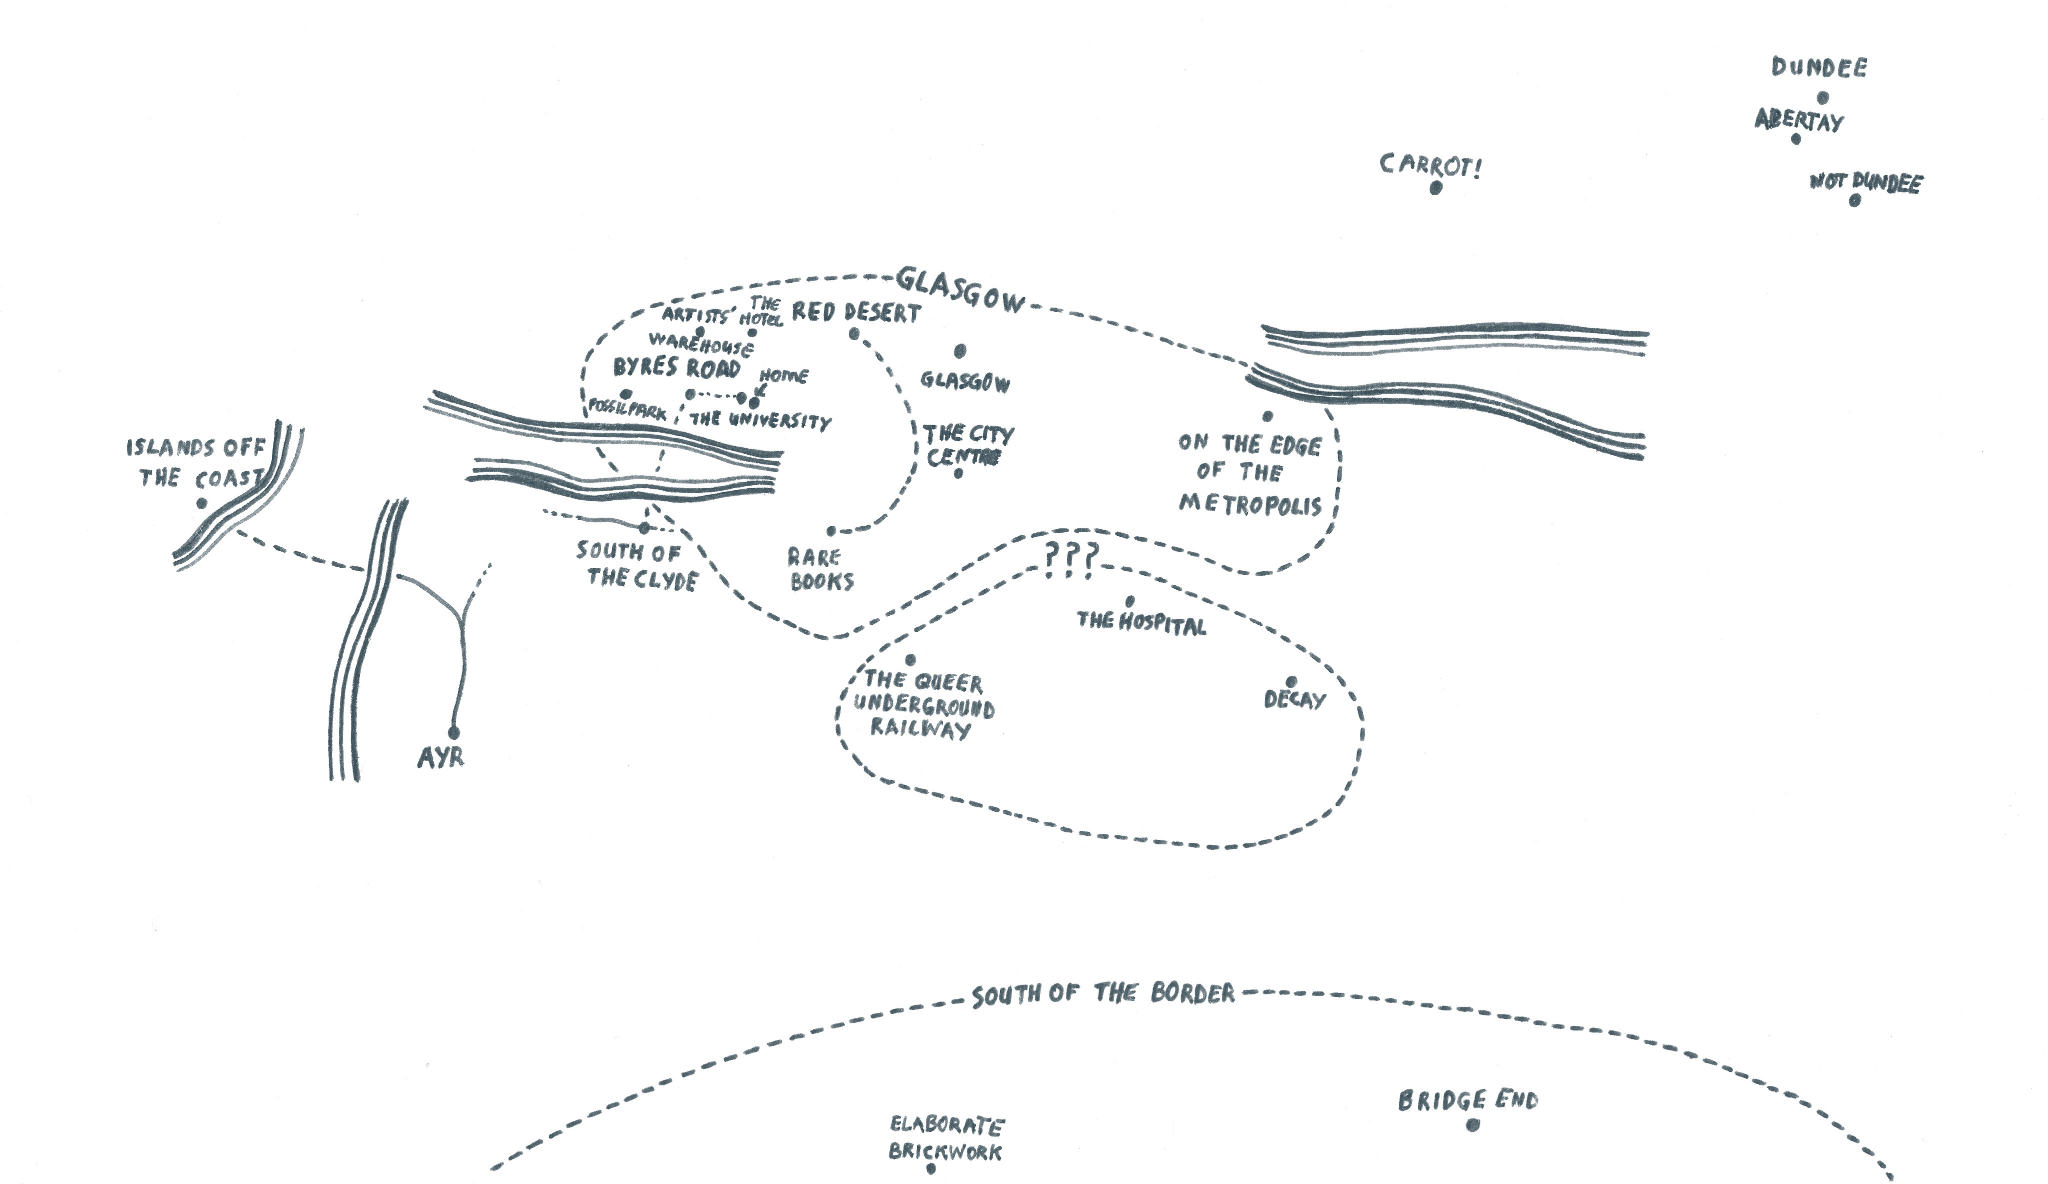 DUNDEE
ABERTAY
NOT DUNDEE
CARROT!
GLASGOW
ARTISTS'
WAREHOUSE
THE
HOTEL
RED DESERT
BYRES ROAD
HOME
FOSSILPARK
THE UNIVERSITY
GLASGOW
THE CITY
CENTRE
ON THE EDGE
OF THE
METROPOLIS
ISLANDS OFF
THE COAST
SOUTH OF
THE CLYDE
RARE
BOOKS
???
THE HOSPITAL
THE QUEER
UNDERGROUND
RAILWAY
DECAY
AYR
SOUTH OF THE BORDER
ELABORATE
BRICKWORK
BRIDGE END